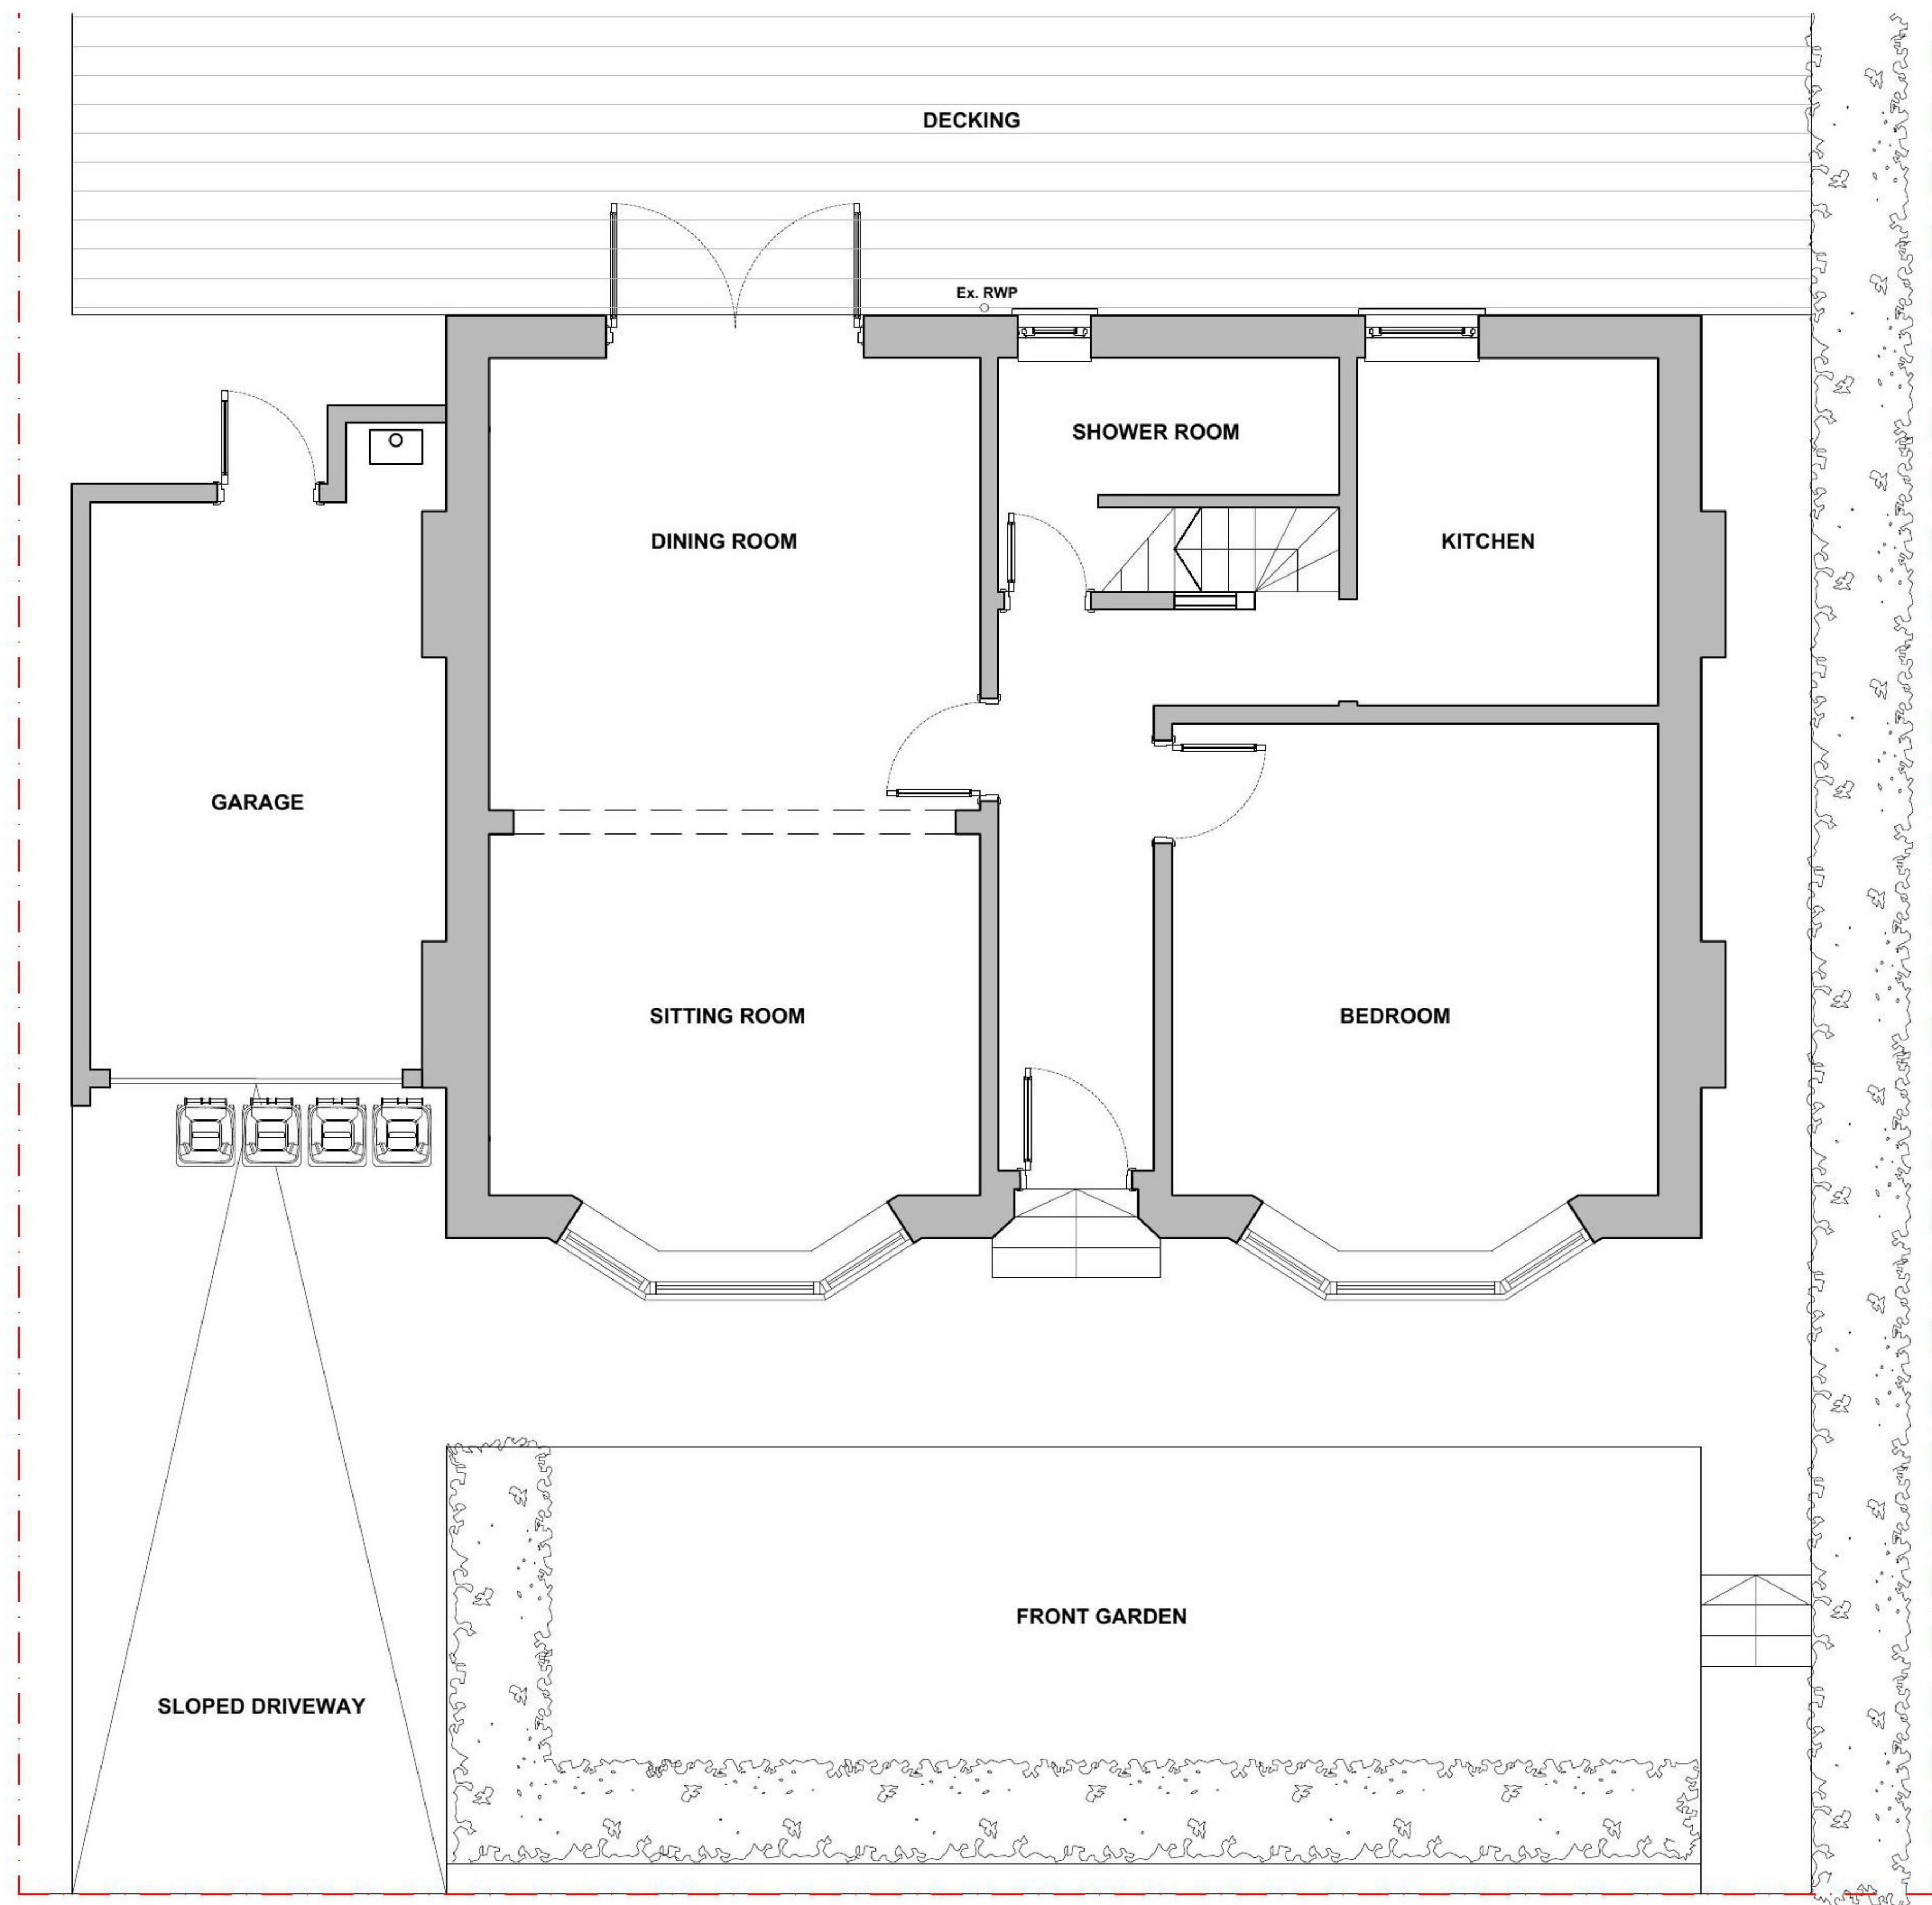 DECKING
Ex. RWP
SHOWER ROOM
DINING ROOM
KITCHEN
GARAGE
SITTING ROOM
BEDROOM
FRONT GARDEN
SLOPED DRIVEWAY